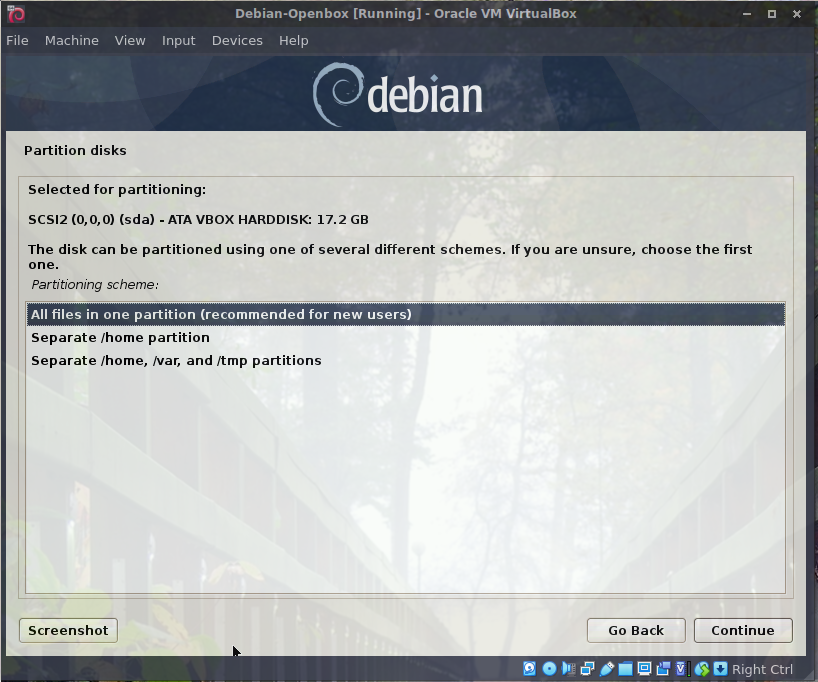 Debian-Openbox [Running] - Oracle VM VirtualBox
File Machine View Input Devices Help
debian
Partition disks
Selected for partitioning:
SCSI2 (0,0,0) (sda) - ATA VBOX HARDDISK: 17.2 GB
The disk can be partitioned using one of several different schemes. If you are unsure, choose the first
one.
Partitioning scheme:
All files in one partition (recommended for new users)
Separate /home partition
Separate /home, /var, and /tmp partitions
Screenshot Go Back Continue
Right Ctrl